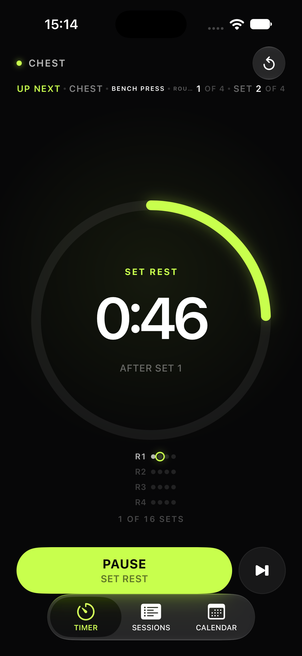 15:14
CHEST
UP NEXT · CHEST · BENCH PRESS · ROU... 1 OF 4 · SET 2 OF 4
SET REST
0:46
AFTER SET 1
R1
R2
R3
R4
1 OF 16 SETS
PAUSE
SET REST
TIMER SESSIONS CALENDAR